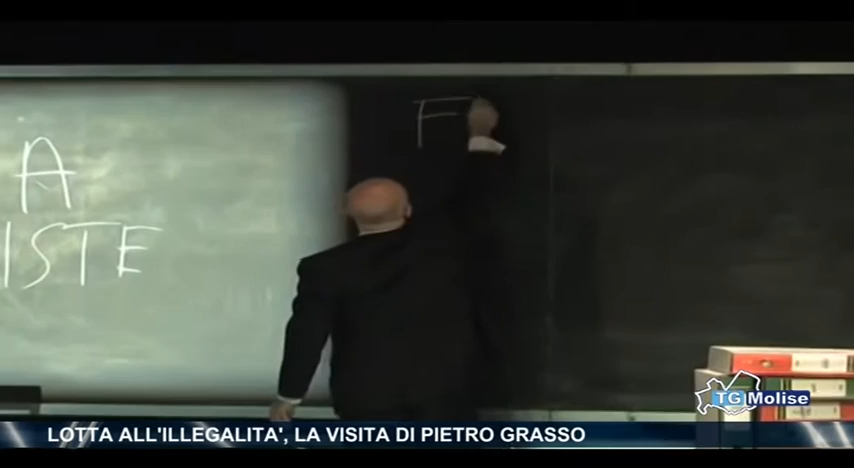 A
ISTE
F
TG Molise
LOTTA ALL'ILLEGALITA', LA VISITA DI PIETRO GRASSO